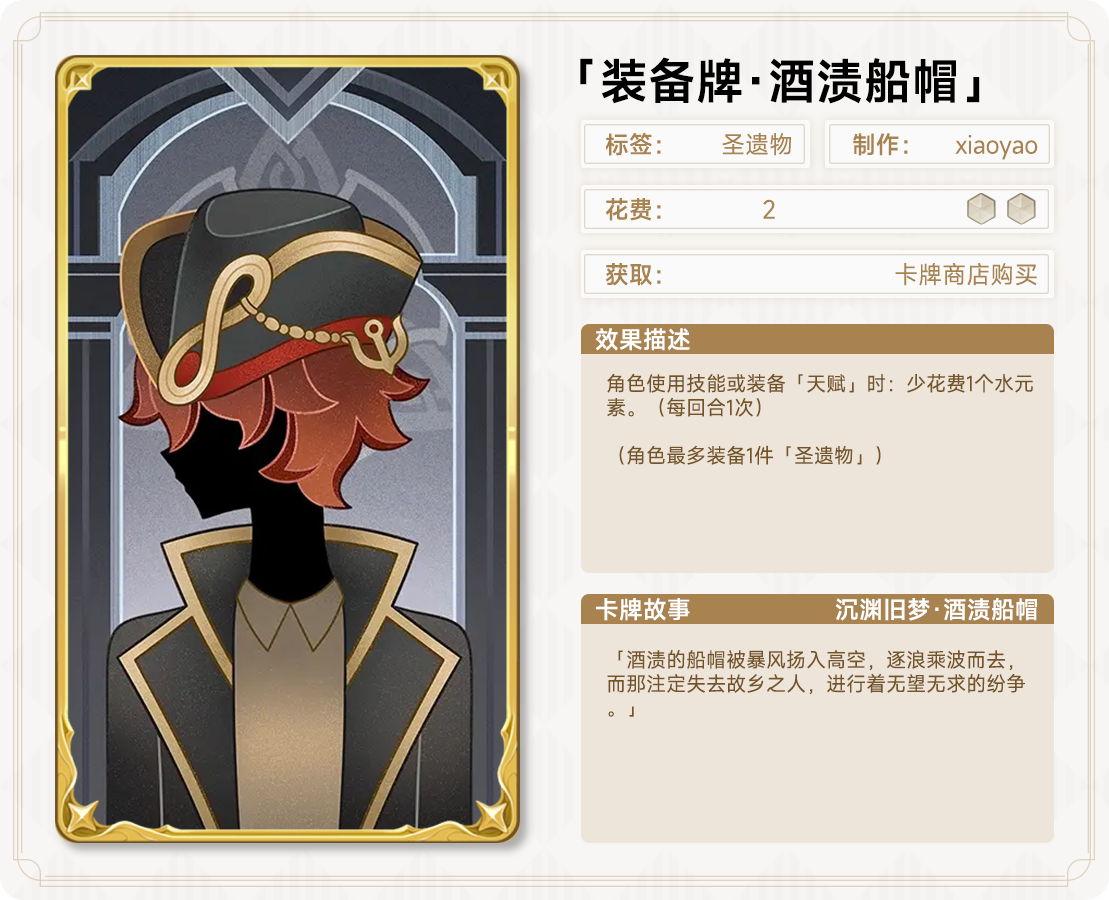 「装备牌·酒渍船帽」
标签： 圣遗物 制作： xiaoyao
花费： 2
获取： 卡牌商店购买
效果描述
角色使用技能或装备「天赋」时：少花费1个水元
素。（每回合1次）
（角色最多装备1件「圣遗物」）
卡牌故事 沉渊旧梦·酒渍船帽
「酒渍的船帽被暴风扬入高空，逐浪乘波而去，
而那注定失去故乡之人，进行着无望无求的纷争
。」